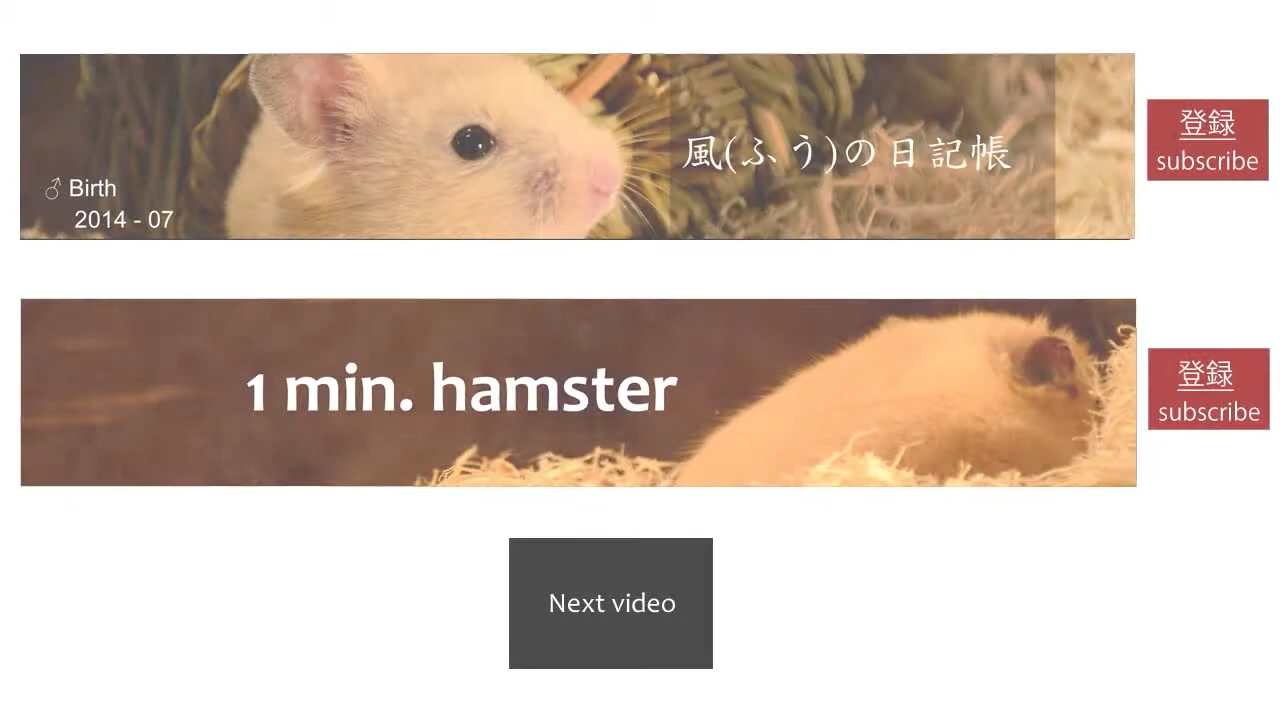 風(ふう)の日記帳
♂ Birth
2014 - 07
登録
subscribe
1 min. hamster
登録
subscribe
Next video